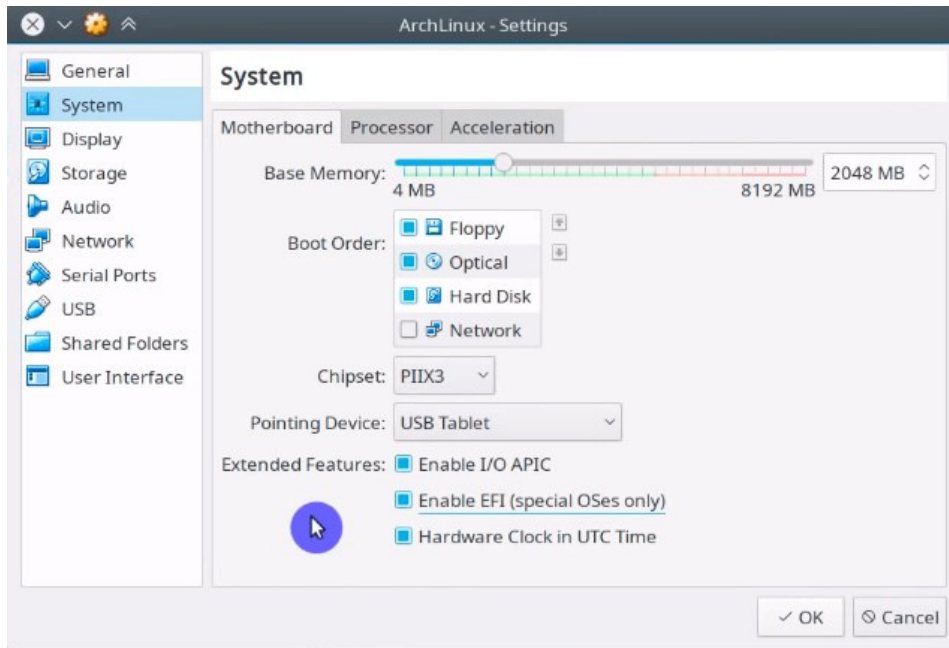 ArchLinux - Settings
General
System
Display
Storage
Audio
Network
Serial Ports
USB
Shared Folders
User Interface
System
Motherboard Processor Acceleration
Base Memory: 2048 MB
4 MB 8192 MB
Boot Order:
Floppy
Optical
Hard Disk
Network
Chipset: PIIX3
Pointing Device: USB Tablet
Extended Features: Enable I/O APIC
Enable EFI (special OSes only)
Hardware Clock in UTC Time
OK Cancel